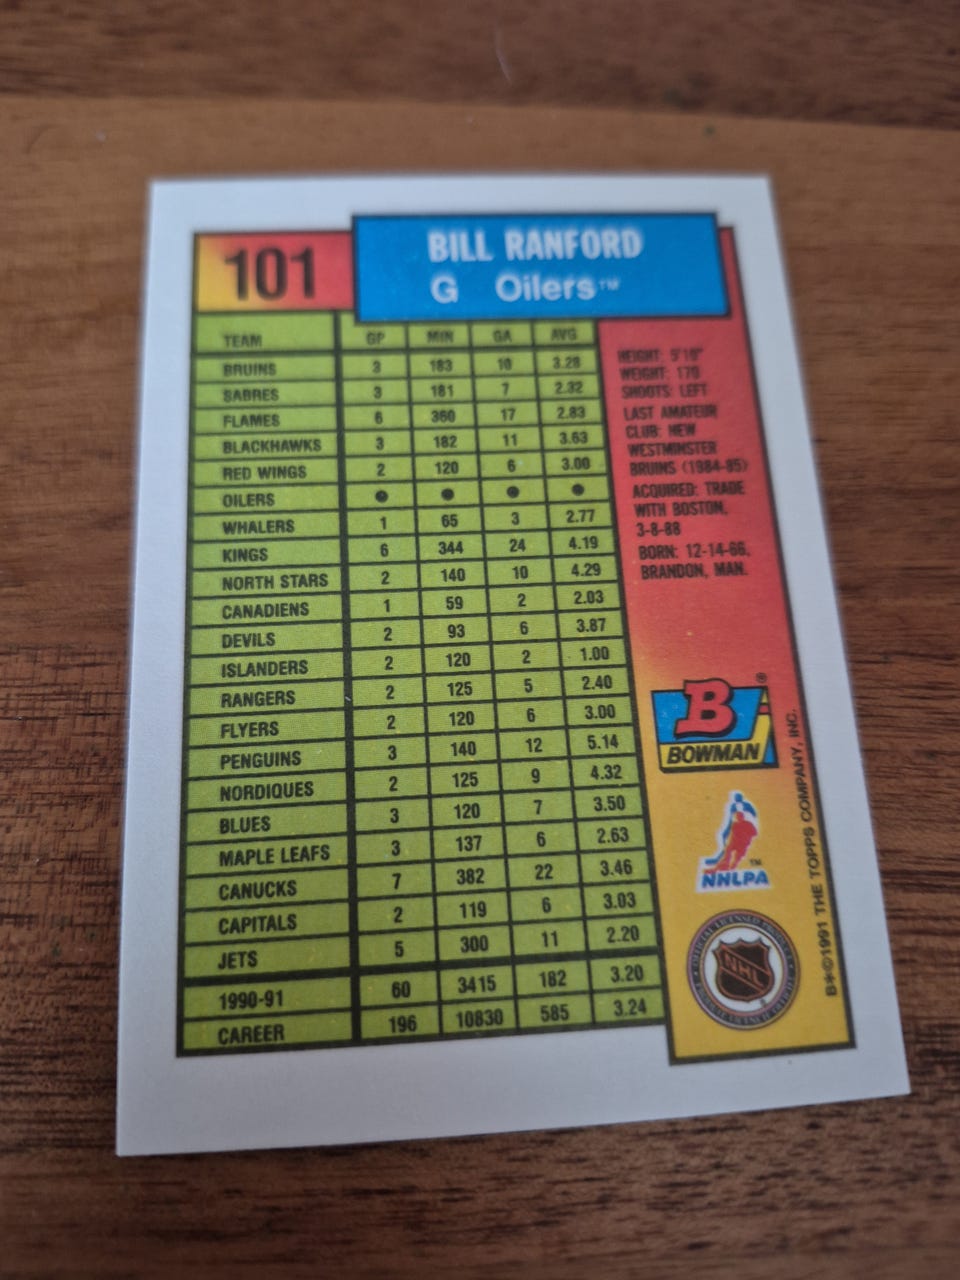 101
BILL RANFORD
G Oilers™
TEAM GP MIN GA AVG
BRUINS 3 183 10 3.28
SABRES 3 181 7 2.32
FLAMES 6 360 17 2.83
BLACKHAWKS 3 182 11 3.63
RED WINGS 2 120 6 3.00
OILERS ● ● ● ●
WHALERS 1 65 3 2.77
KINGS 6 344 24 4.19
NORTH STARS 2 140 10 4.29
CANADIENS 1 59 2 2.03
DEVILS 2 93 6 3.87
ISLANDERS 2 120 2 1.00
RANGERS 2 125 5 2.40
FLYERS 2 120 6 3.00
PENGUINS 3 140 12 5.14
NORDIQUES 2 125 9 4.32
BLUES 3 120 7 3.50
MAPLE LEAFS 3 137 6 2.63
CANUCKS 7 382 22 3.46
CAPITALS 2 119 6 3.03
JETS 5 300 11 2.20
1990-91 60 3415 182 3.20
CAREER 196 10830 585 3.24
HEIGHT: 5'10"
WEIGHT: 170
SHOOTS: LEFT
LAST AMATEUR
CLUB: NEW
WESTMINSTER
BRUINS (1984-85)
ACQUIRED: TRADE
WITH BOSTON,
3-8-88
BORN: 12-14-66,
BRANDON, MAN.
B ®
BOWMAN
™
NHLPA
NHL
B*©1991 THE TOPPS COMPANY, INC.